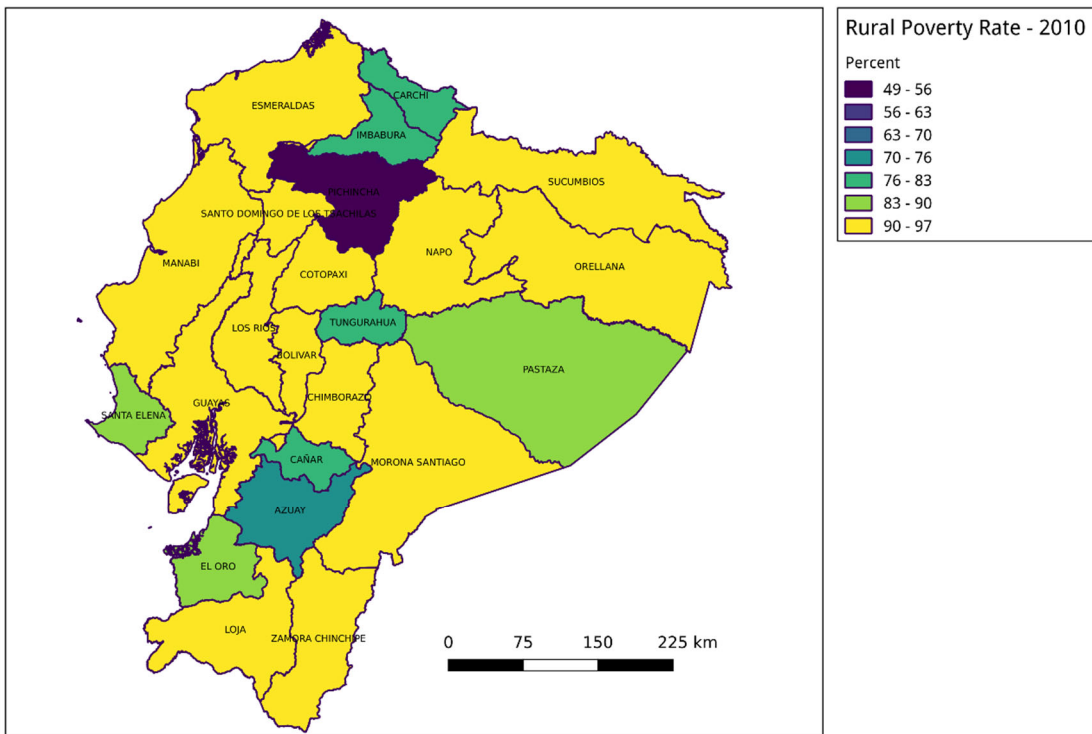 Rural Poverty Rate - 2010
Percent
49 - 56
56 - 63
63 - 70
70 - 76
76 - 83
83 - 90
90 - 97
CARCHI
ESMERALDAS
IMBABURA
SUCUMBIOS
PICHINCHA
SANTO DOMINGO DE LOS TSACHILAS
NAPO
MANABI
ORELLANA
COTOPAXI
TUNGURAHUA
LOS RIOS
BOLIVAR
PASTAZA
CHIMBORAZO
GUAYAS
SANTA ELENA
CAÑAR
MORONA SANTIAGO
AZUAY
EL ORO
LOJA
ZAMORA CHINCHIPE
0 75 150 225 km